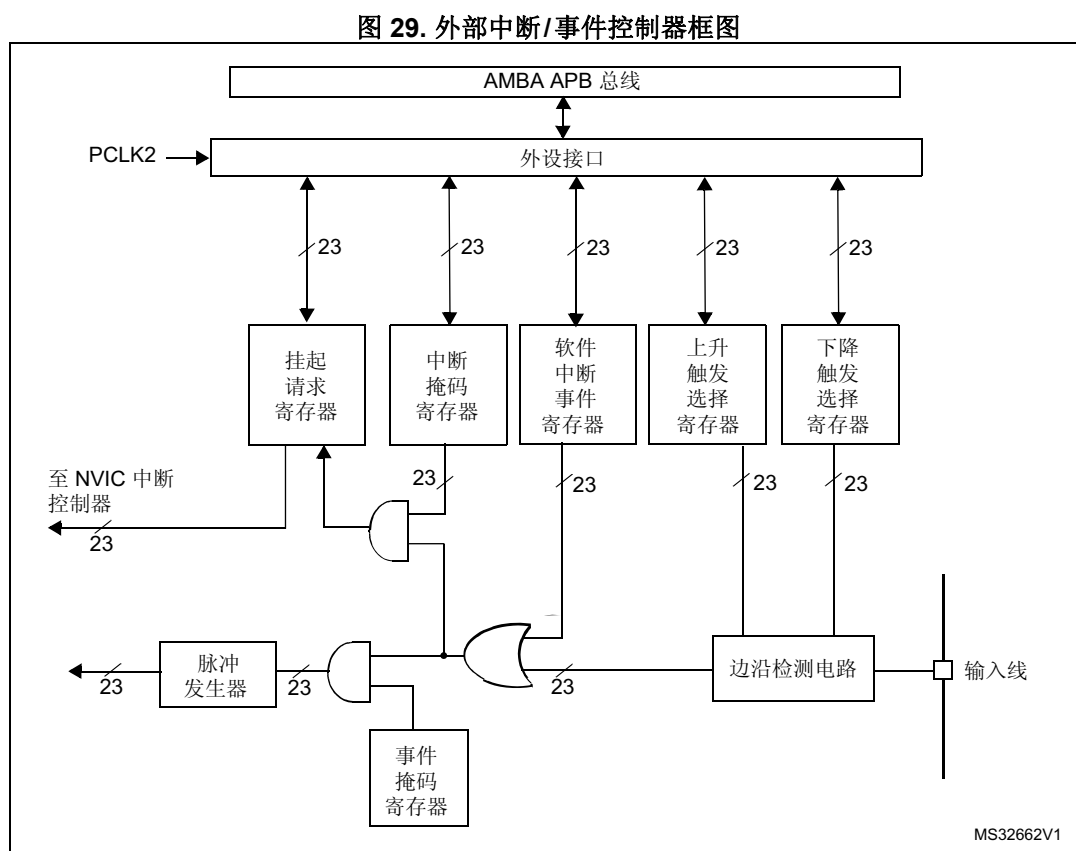 图 29. 外部中断/事件控制器框图
AMBA APB 总线
PCLK2
外设接口
23
23
23
23
23
挂起
请求
寄存器
中断
掩码
寄存器
软件
中断
事件
寄存器
上升
触发
选择
寄存器
下降
触发
选择
寄存器
至 NVIC 中断
控制器
23
23
23
23
23
脉冲
发生器
边沿检测电路
输入线
23
23
23
事件
掩码
寄存器
MS32662V1